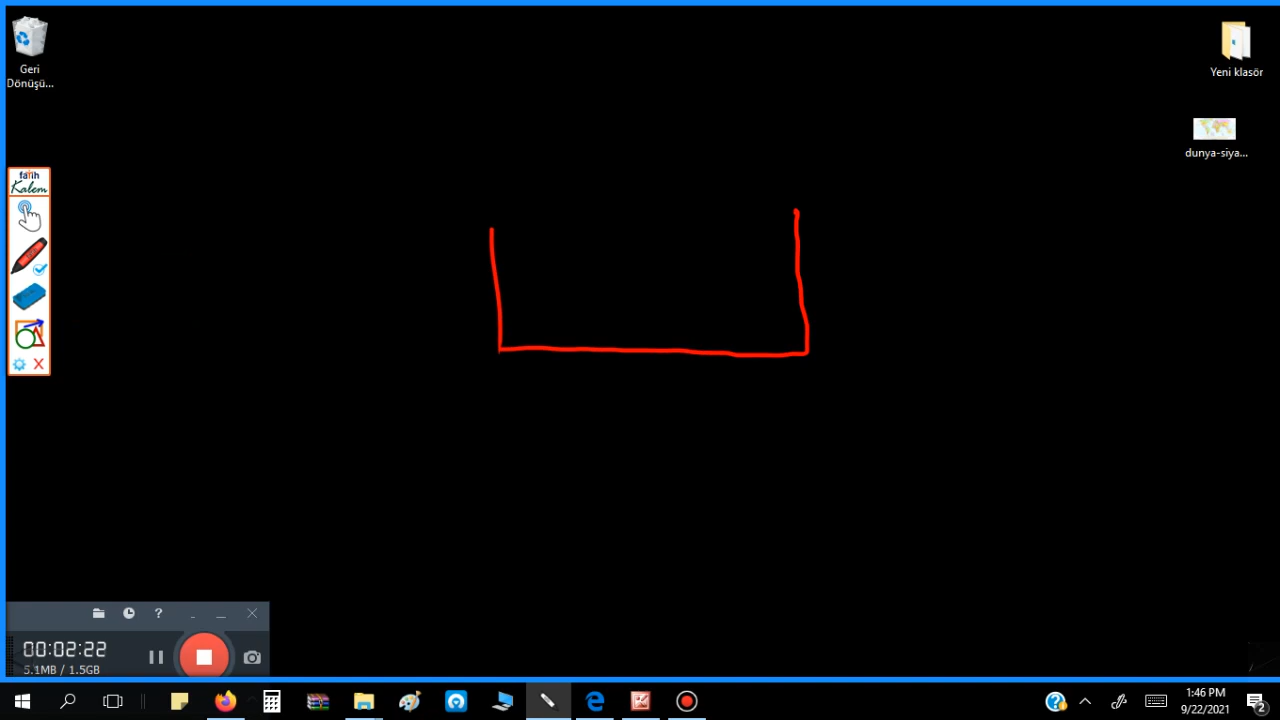 Geri
Dönüşü...
Yeni klasör
dunya-siya...
fatih
Kalem
?
00:02:22
5.1MB / 1.5GB
1:46 PM
9/22/2021
2